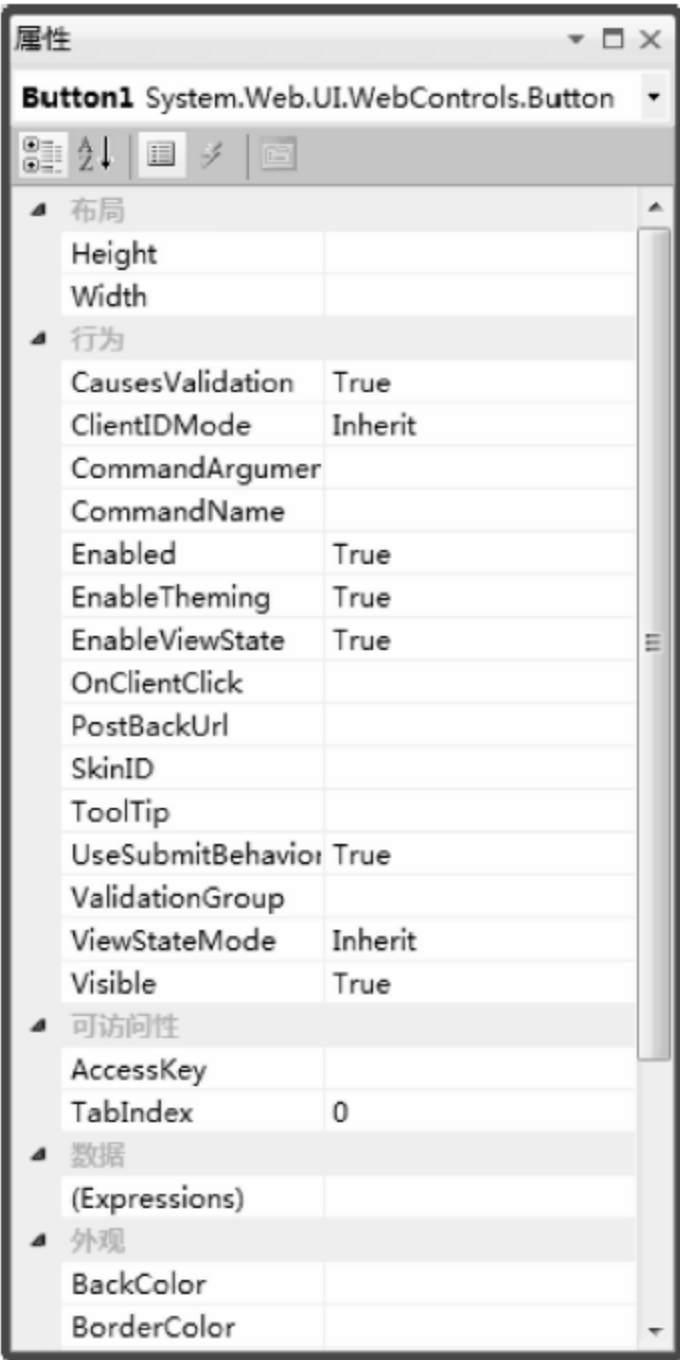 属性
Button1 System.Web.UI.WebControls.Button
布局
Height
Width
行为
CausesValidation True
ClientIDMode Inherit
CommandArgumer
CommandName
Enabled True
EnableTheming True
EnableViewState True
OnClientClick
PostBackUrl
SkinID
ToolTip
UseSubmitBehavior True
ValidationGroup
ViewStateMode Inherit
Visible True
可访问性
AccessKey
TabIndex 0
数据
(Expressions)
外观
BackColor
BorderColor